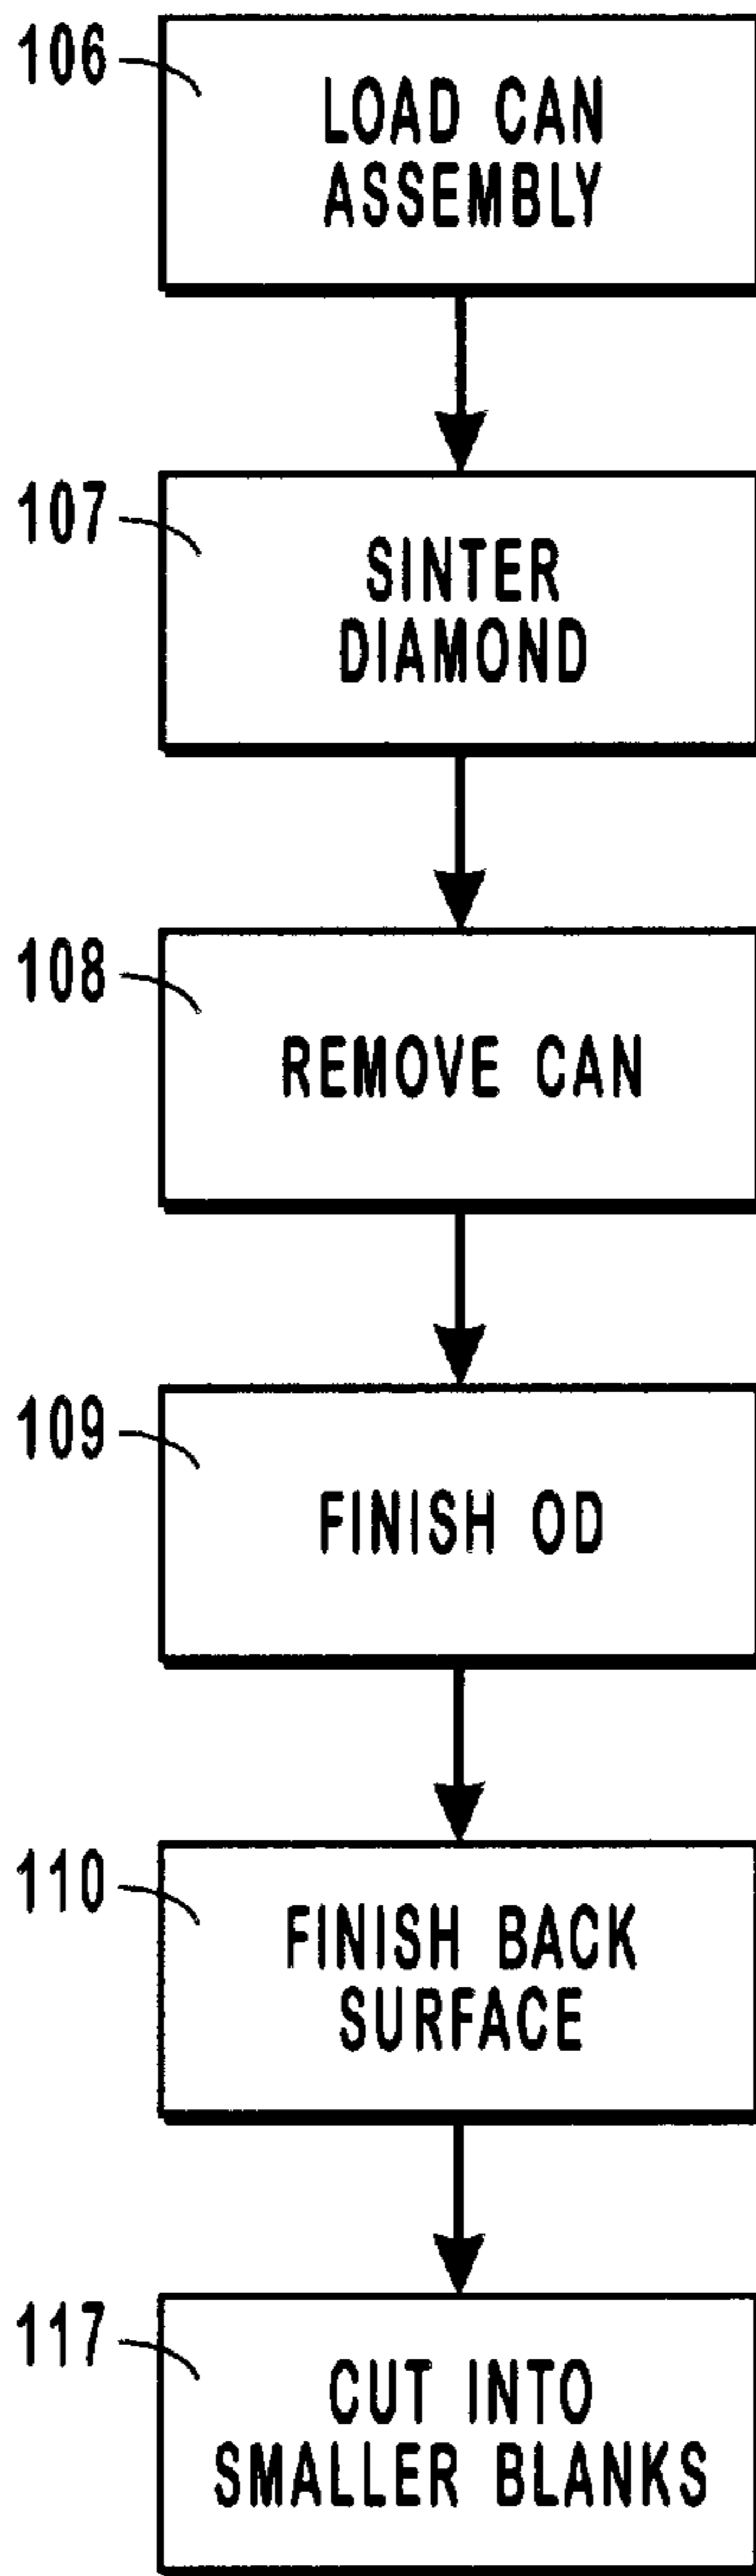 106
LOAD CAN
ASSEMBLY
107
SINTER
DIAMOND
108
REMOVE CAN
109
FINISH OD
110
FINISH BACK
SURFACE
117
CUT INTO
SMALLER BLANKS